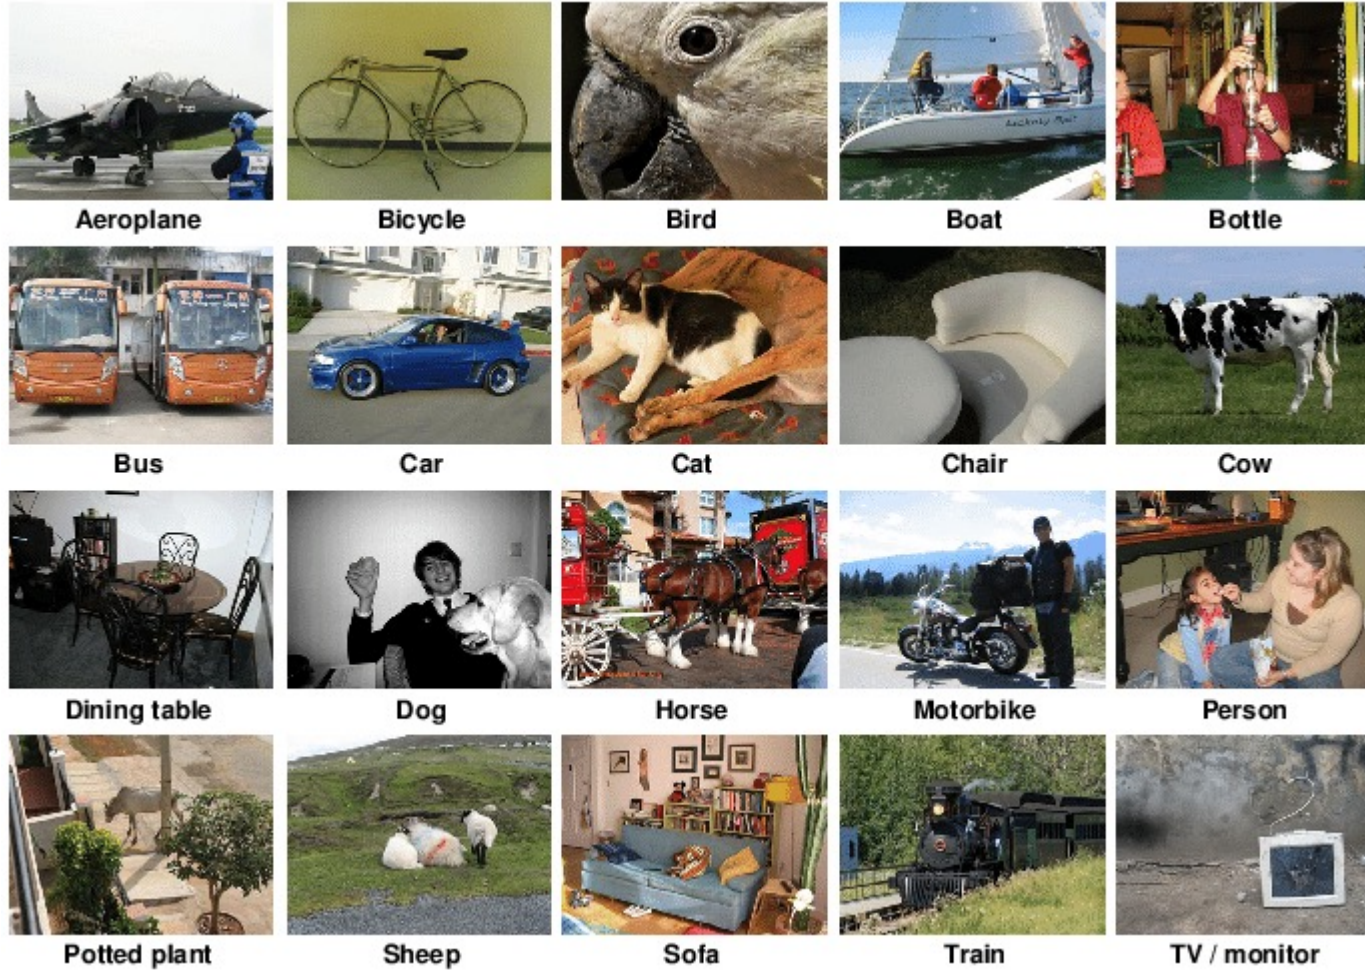 Aeroplane
Bicycle
Bird
Boat
Bottle
Bus
Car
Cat
Chair
Cow
Dining table
Dog
Horse
Motorbike
Person
Potted plant
Sheep
Sofa
Train
TV / monitor